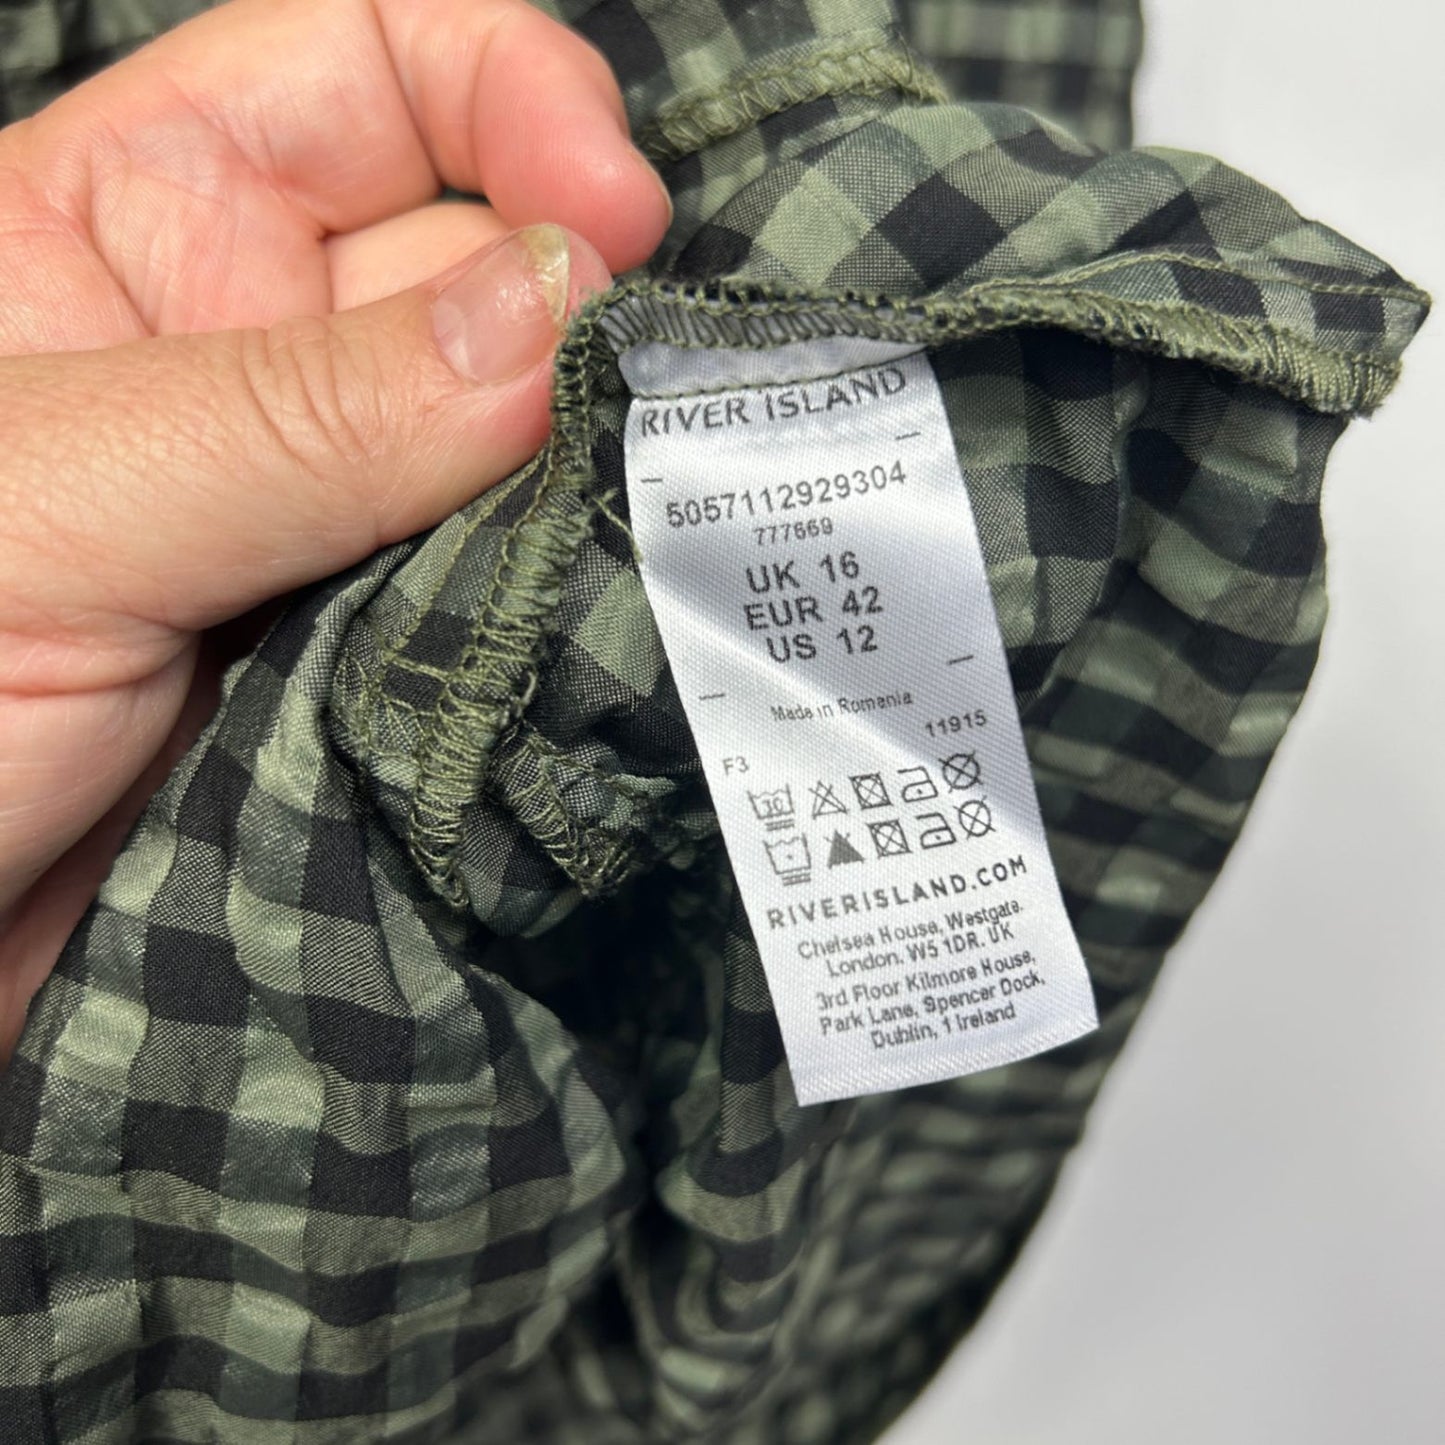 RIVER ISLAND
5057112929304
777669
UK 16
EUR 42
US 12
Made in Romania
11915
F3
30
RIVERISLAND.COM
Chelsea House, Westgate,
London, W5 1DR. UK
3rd Floor Kilmore House,
Park Lane, Spencer Dock,
Dublin, 1 Ireland